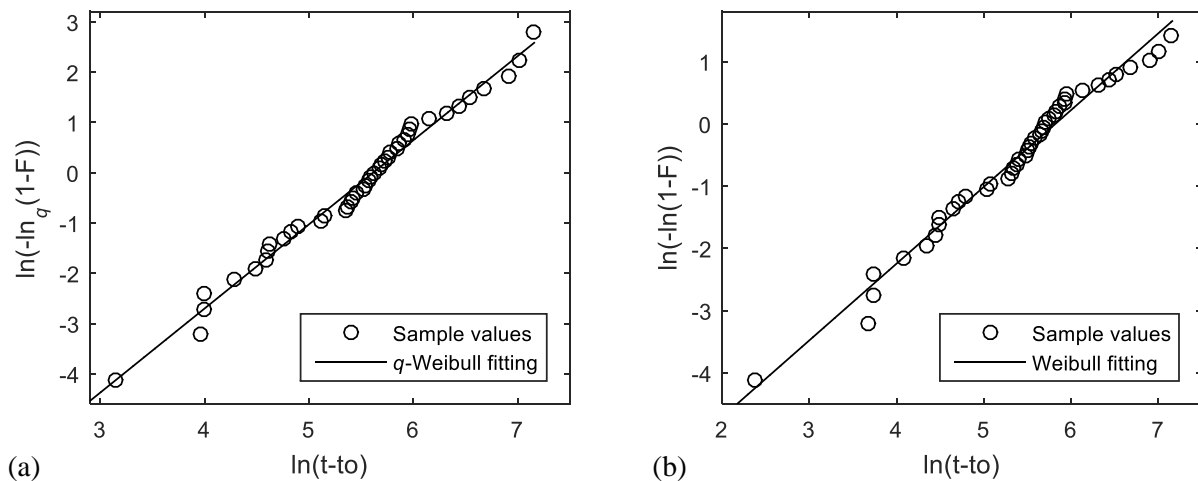 3
2
1
0
-1
-2
-3
-4
ln(-ln_q(1-F))
Sample values
q-Weibull fitting
3 4 5 6 7
ln(t-to)
(a)
1
0
-1
-2
-3
-4
ln(-ln(1-F))
Sample values
Weibull fitting
2 3 4 5 6 7
ln(t-to)
(b)